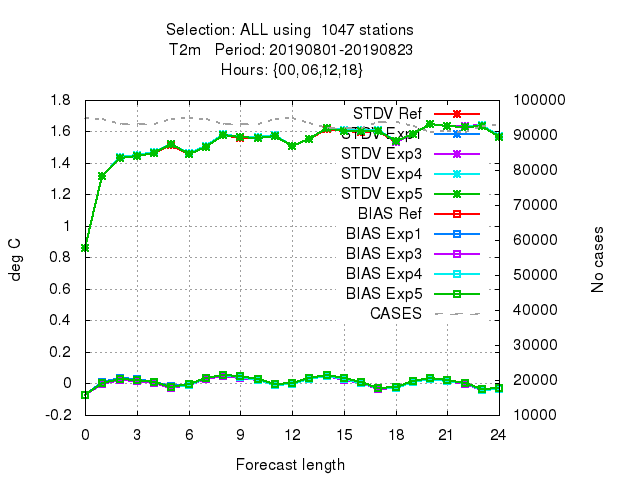 Selection: ALL using  1047 stations
T2m   Period: 20190801-20190823
Hours: {00,06,12,18}
1.8
1.6
1.4
1.2
1
0.8
0.6
0.4
0.2
0
-0.2
deg C
STDV Ref
STDV Exp1
STDV Exp3
STDV Exp4
STDV Exp5
BIAS Ref
BIAS Exp1
BIAS Exp3
BIAS Exp4
BIAS Exp5
CASES
100000
90000
80000
70000
60000
50000
40000
30000
20000
10000
No cases
0 3 6 9 12 15 18 21 24
Forecast length